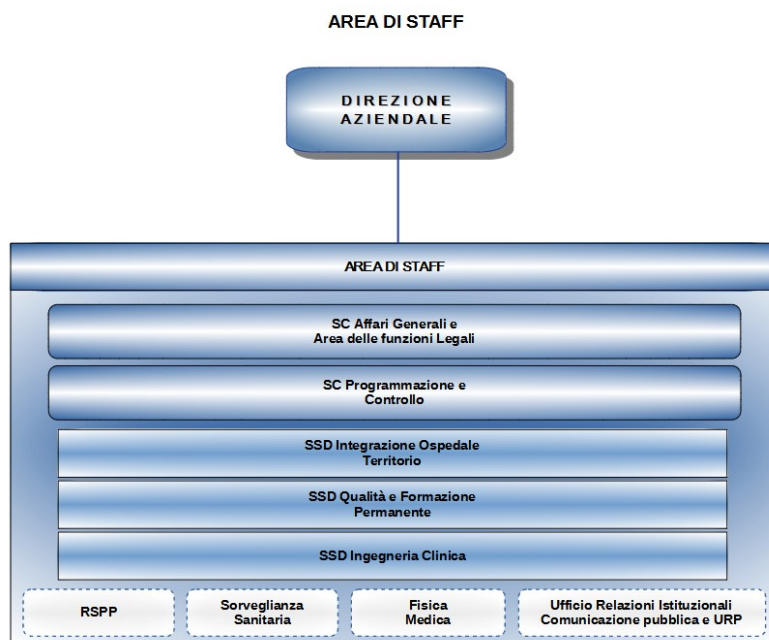 AREA DI STAFF
DIREZIONE
AZIENDALE
AREA DI STAFF
SC Affari Generali e
Area delle funzioni Legali
SC Programmazione e
Controllo
SSD Integrazione Ospedale
Territorio
SSD Qualità e Formazione
Permanente
SSD Ingegneria Clinica
RSPP
Sorveglianza
Sanitaria
Fisica
Medica
Ufficio Relazioni Istituzionali
Comunicazione pubblica e URP